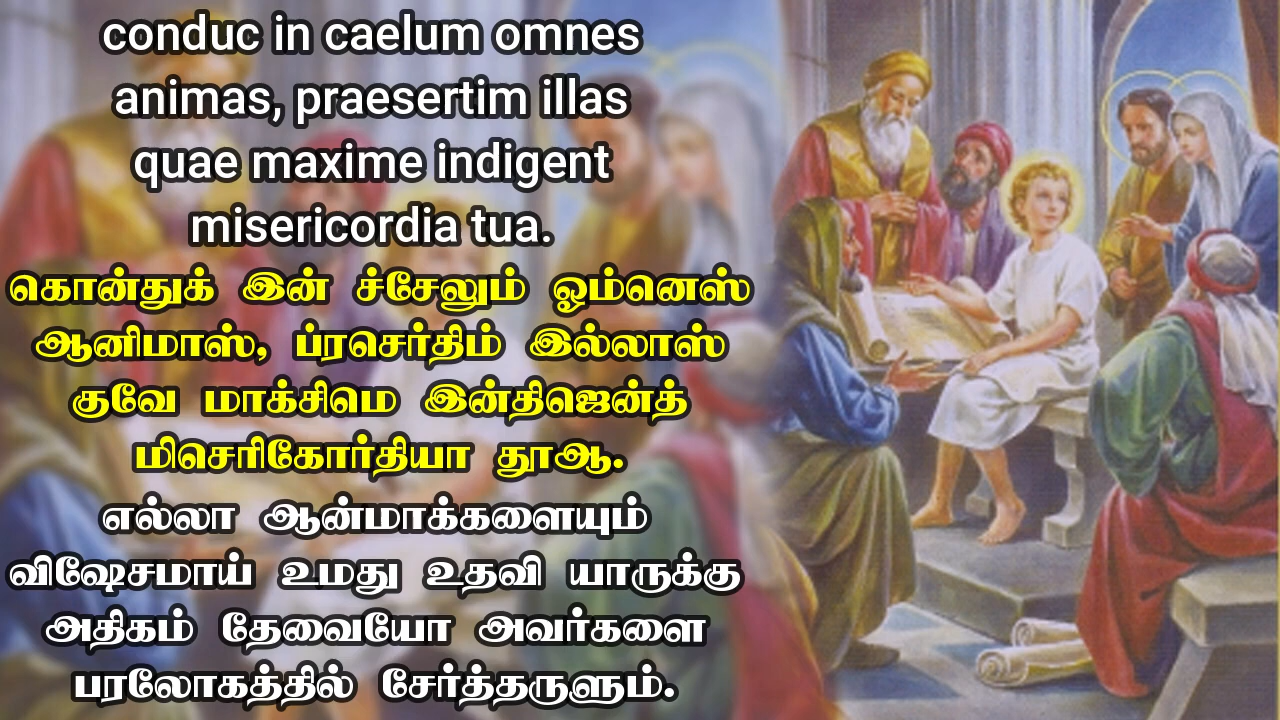 conduc in caelum omnes
animas, praesertim illas
quae maxime indigent
misericordia tua.
கொன்துக் இன் ச்சேலும் ஓம்னெஸ்
ஆனிமாஸ், ப்ரசெர்திம் இல்லாஸ்
குவே மாக்சிமெ இன்திஜென்த்
மிசெரிகோர்தியா தூஆ.
எல்லா ஆன்மாக்களையும்
விஷேசமாய் உமது உதவி யாருக்கு
அதிகம் தேவையோ அவர்களை
பரலோகத்தில் சேர்த்தருளும்.